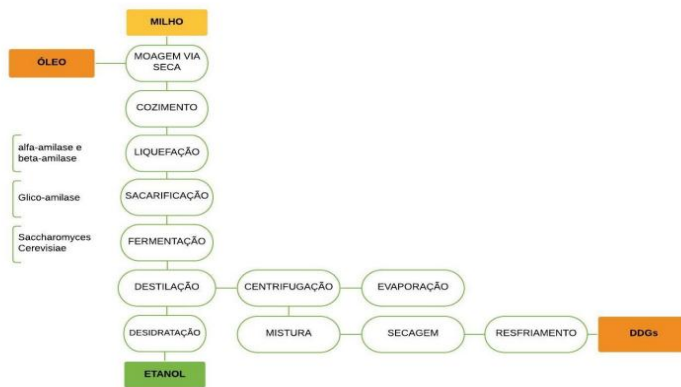 MILHO
ÓLEO
MOAGEM VIA
SECA
COZIMENTO
alfa-amilase e
beta-amilase
LIQUEFAÇÃO
Glico-amilase
SACARIFICAÇÃO
Saccharomyces
Cerevisiae
FERMENTAÇÃO
DESTILAÇÃO
CENTRIFUGAÇÃO
EVAPORAÇÃO
DESIDRATAÇÃO
MISTURA
SECAGEM
RESFRIAMENTO
DDGs
ETANOL